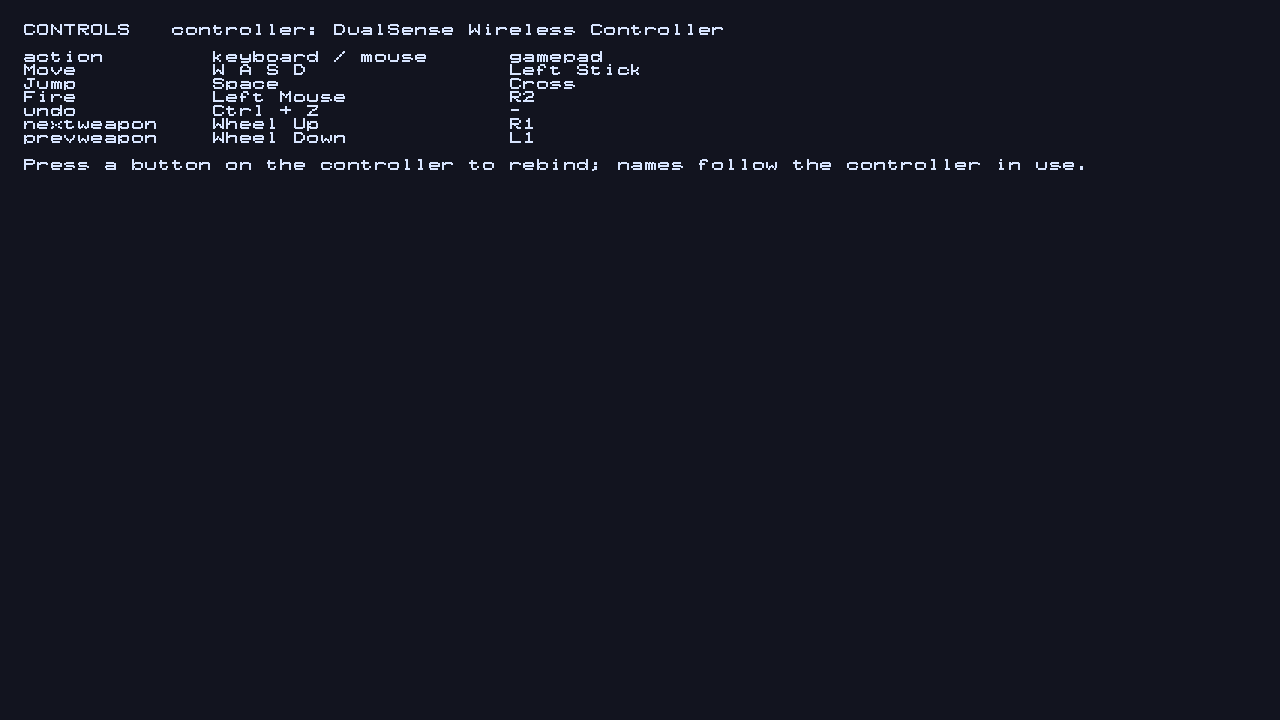 CONTROLS controller: DualSense Wireless Controller
action keyboard / mouse gamepad
Move W A S D Left Stick
Jump Space Cross
Fire Left Mouse R2
undo Ctrl + Z -
nextweapon Wheel Up R1
prevweapon Wheel Down L1
Press a button on the controller to rebind; names follow the controller in use.